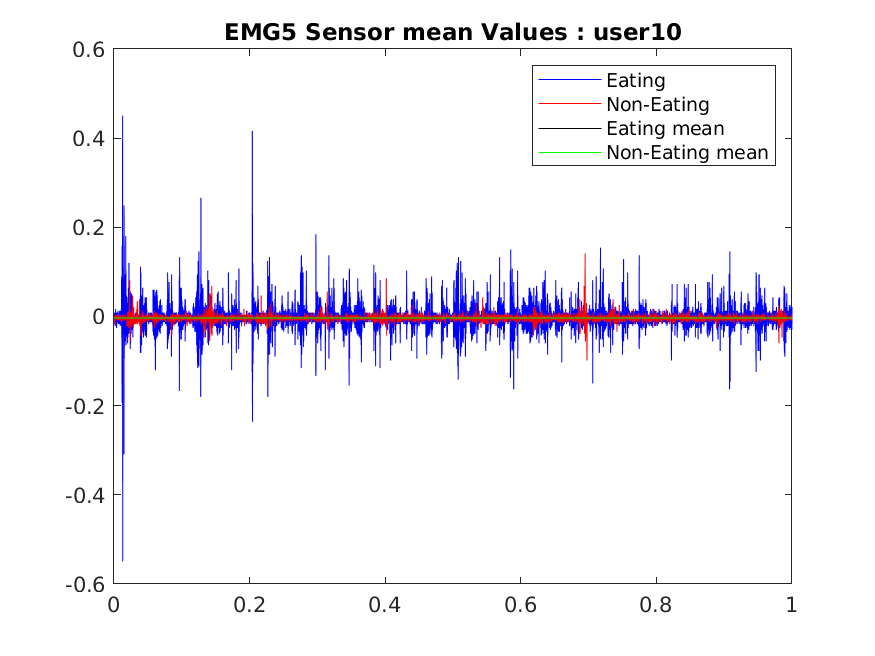 EMG5 Sensor mean Values : user10
Eating
Non-Eating
Eating mean
Non-Eating mean
0.6
0.4
0.2
0
-0.2
-0.4
-0.6
0 0.2 0.4 0.6 0.8 1